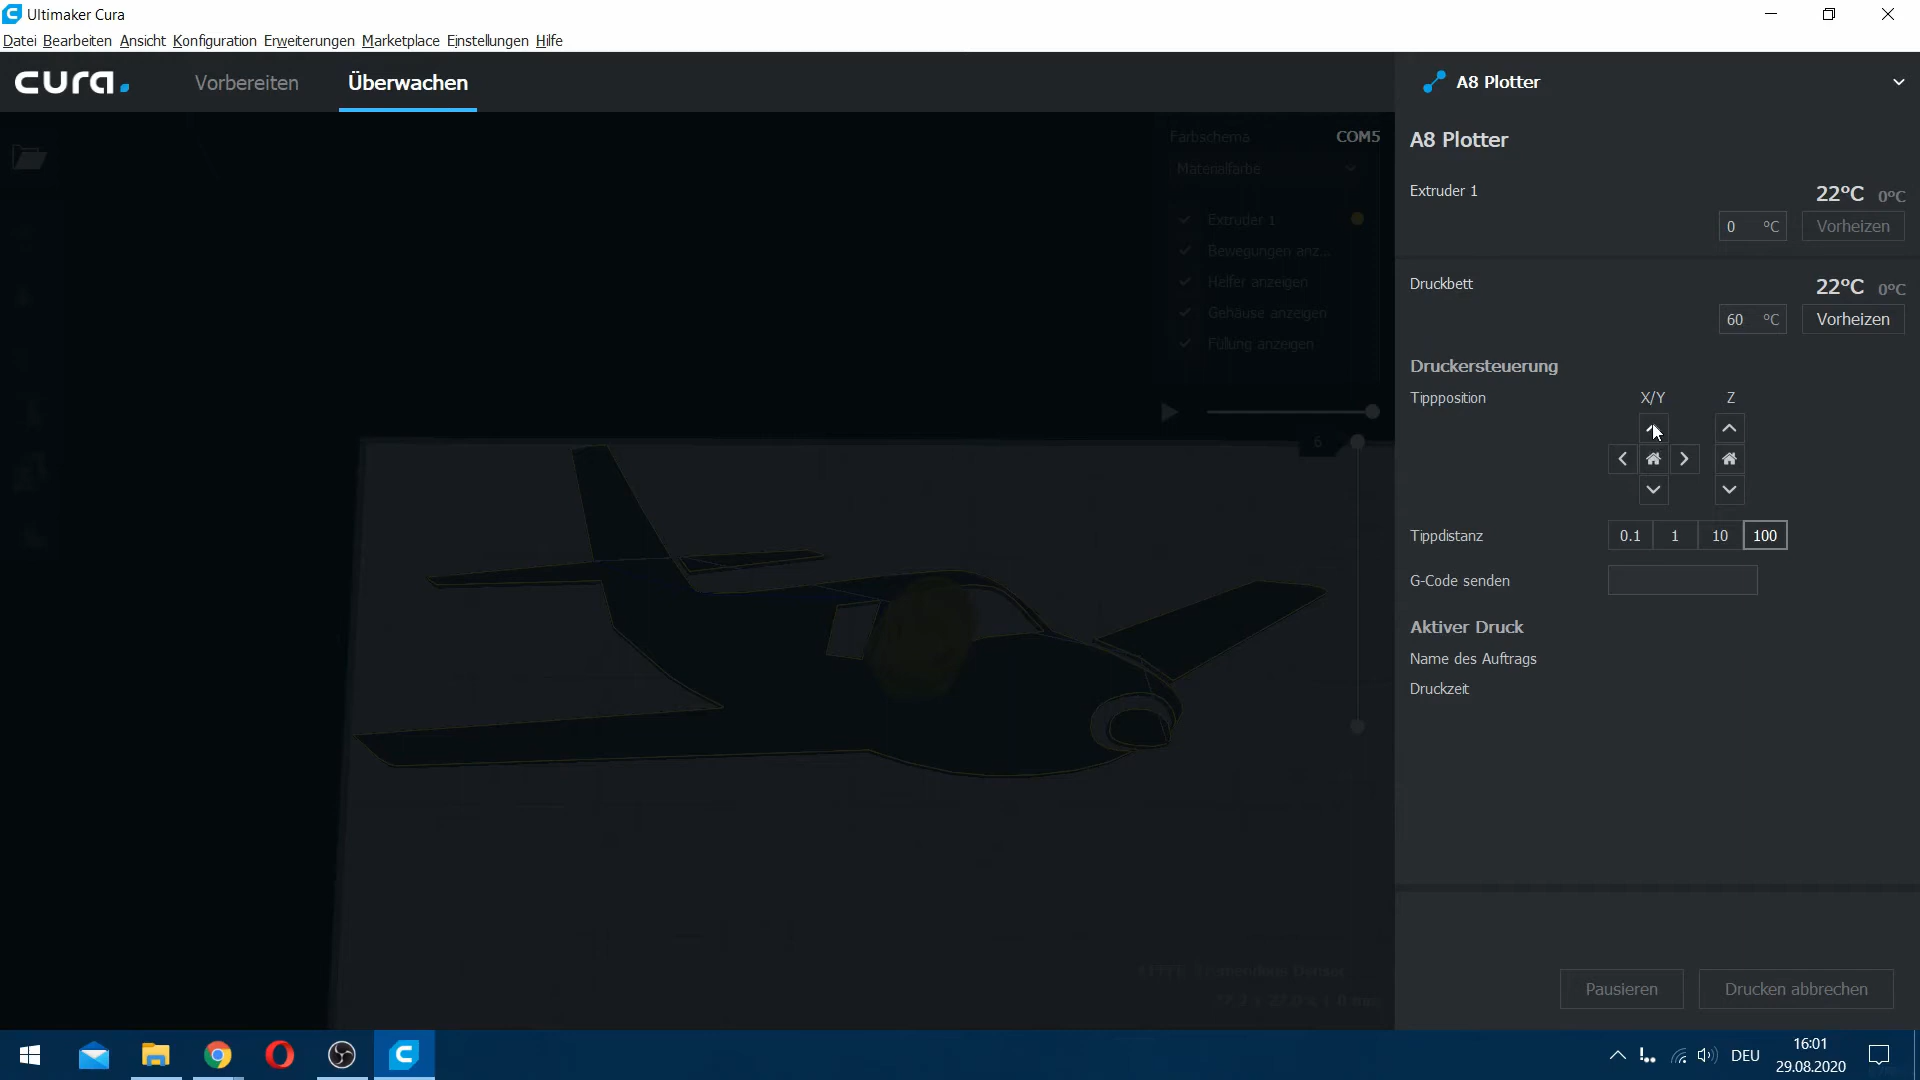 Ultimaker Cura
Datei Bearbeiten Ansicht Konfiguration Erweiterungen Marketplace Einstellungen Hilfe
cura.
Vorbereiten
Überwachen
A8 Plotter
Farbschema
COM5
Materialfarbe
Extruder 1
Bewegungen anz...
Helfer anzeigen
Gehäuse anzeigen
Füllung anzeigen
6
A8 Plotter
Extruder 1
22°C 0°C
0 °C
Vorheizen
Druckbett
22°C 0°C
60 °C
Vorheizen
Druckersteuerung
Tippposition
X/Y
Z
Tippdistanz
0.1 1 10 100
G-Code senden
Aktiver Druck
Name des Auftrags
Druckzeit
Pausieren
Drucken abbrechen
DEU
16:01
29.08.2020